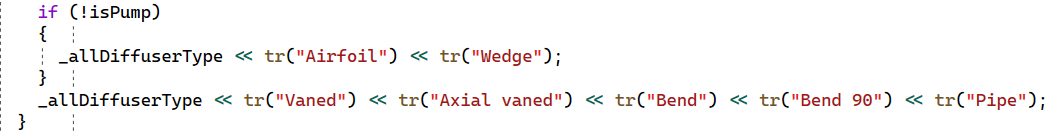 if (!isPump)
{
_allDiffuserType << tr("Airfoil") << tr("Wedge");
}
_allDiffuserType << tr("Vaned") << tr("Axial vaned") << tr("Bend") << tr("Bend 90") << tr("Pipe");
}